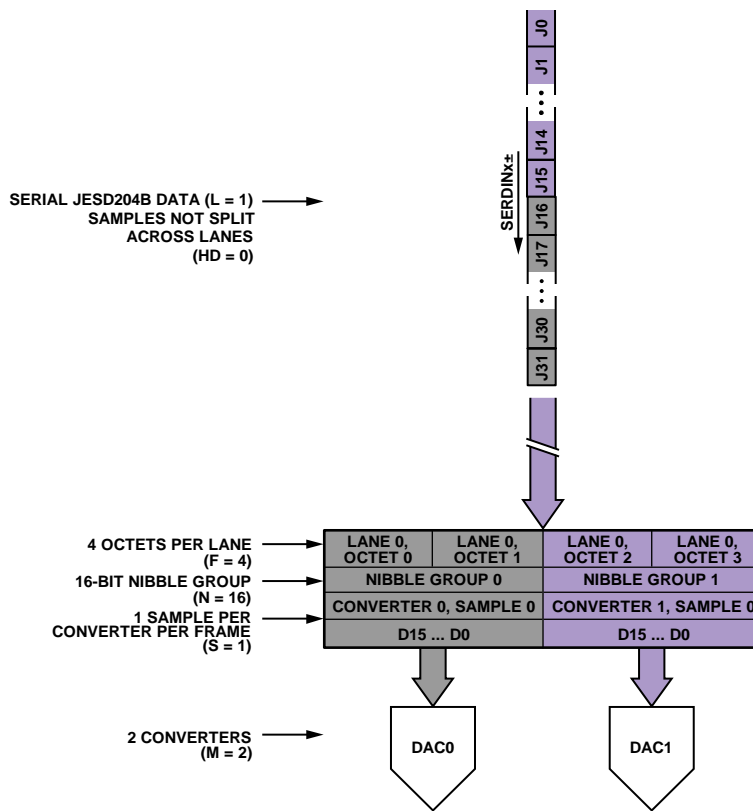 J0
J1
J14
J15
J16
J17
J30
J31
SERDINx±
SERIAL JESD204B DATA (L = 1)
SAMPLES NOT SPLIT
ACROSS LANES
(HD = 0)
4 OCTETS PER LANE
(F = 4)
LANE 0,
OCTET 0
LANE 0,
OCTET 1
LANE 0,
OCTET 2
LANE 0,
OCTET 3
16-BIT NIBBLE GROUP
(N = 16)
NIBBLE GROUP 0
NIBBLE GROUP 1
1 SAMPLE PER
CONVERTER PER FRAME
(S = 1)
CONVERTER 0, SAMPLE 0
CONVERTER 1, SAMPLE 0
D15 ... D0
D15 ... D0
2 CONVERTERS
(M = 2)
DAC0
DAC1